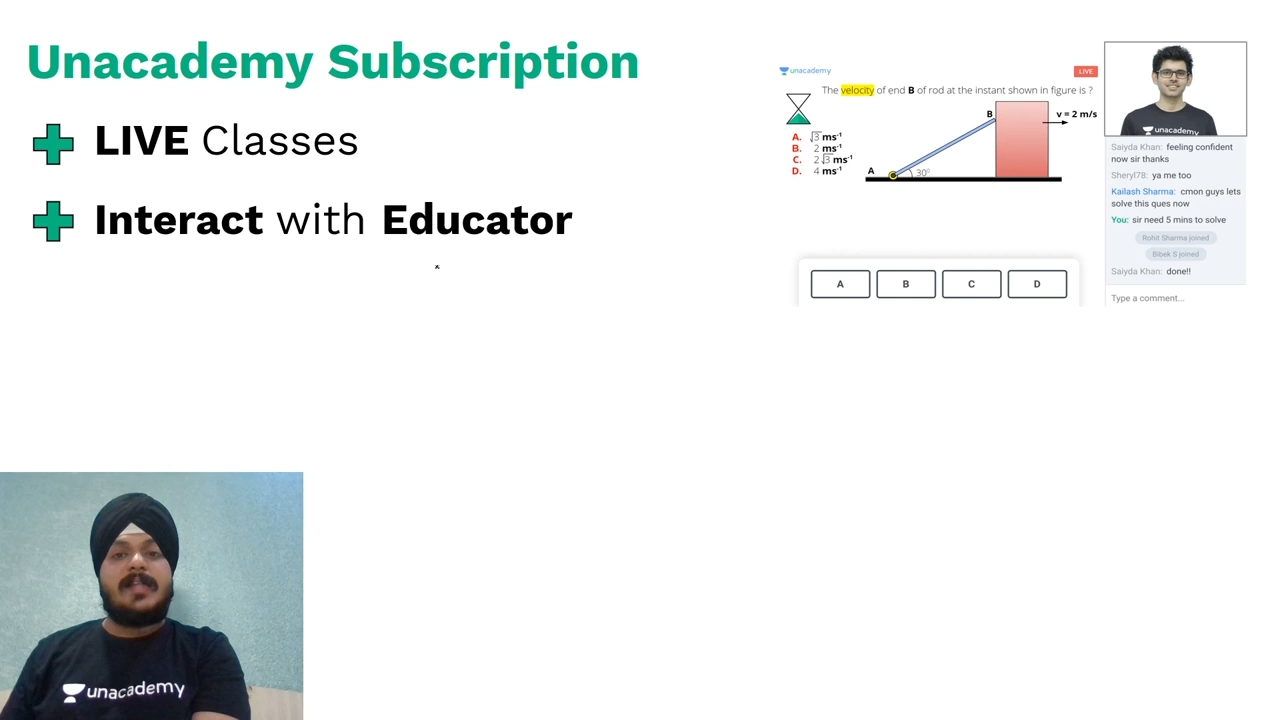 Unacademy Subscription
LIVE Classes
Interact with Educator
unacademy
LIVE
The velocity of end B of rod at the instant shown in figure is ?
A. √3 ms⁻¹
B. 2 ms⁻¹
C. 2√3 ms⁻¹
D. 4 ms⁻¹
B
v = 2 m/s
A
30⁰
A B C D
unacademy
Saiyda Khan: feeling confident
now sir thanks
Sheryl78: ya me too
Kailash Sharma: cmon guys lets
solve this ques now
You: sir need 5 mins to solve
Rohit Sharma joined
Bibek S joined
Saiyda Khan: done!!
Type a comment...
unacademy